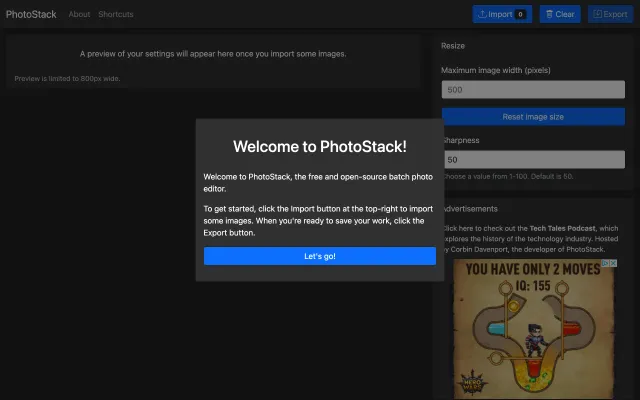 PhotoStack About Shortcuts Import 0 Clear Export
A preview of your settings will appear here once you import some images.
Preview is limited to 800px wide.
Resize
Maximum image width (pixels)
500
Reset image size
Sharpness
50
Choose a value from 1-100. Default is 50.
Welcome to PhotoStack!
Welcome to PhotoStack, the free and open-source batch photo
editor.
To get started, click the Import button at the top-right to import
some images. When you're ready to save your work, click the
Export button.
Let's go!
Advertisements
Click here to check out the Tech Tales Podcast, which
explores the history of the technology industry. Hosted
by Corbin Davenport, the developer of PhotoStack.
YOU HAVE ONLY 2 MOVES
IQ: 155
HERO
WARS